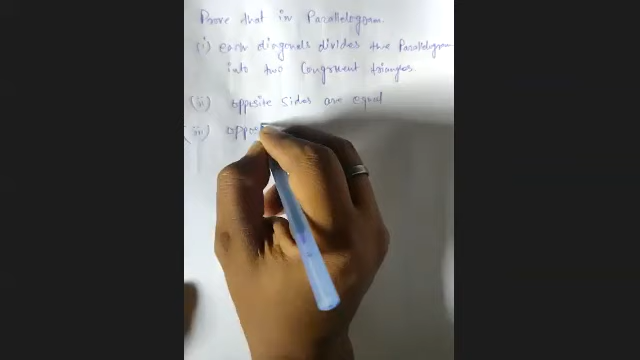 Prove that in Parallelogram
(i) each diagonals divides the Parallelogram
into two Congruent triangles.
(ii) opposite sides are equal
(iii) oppos